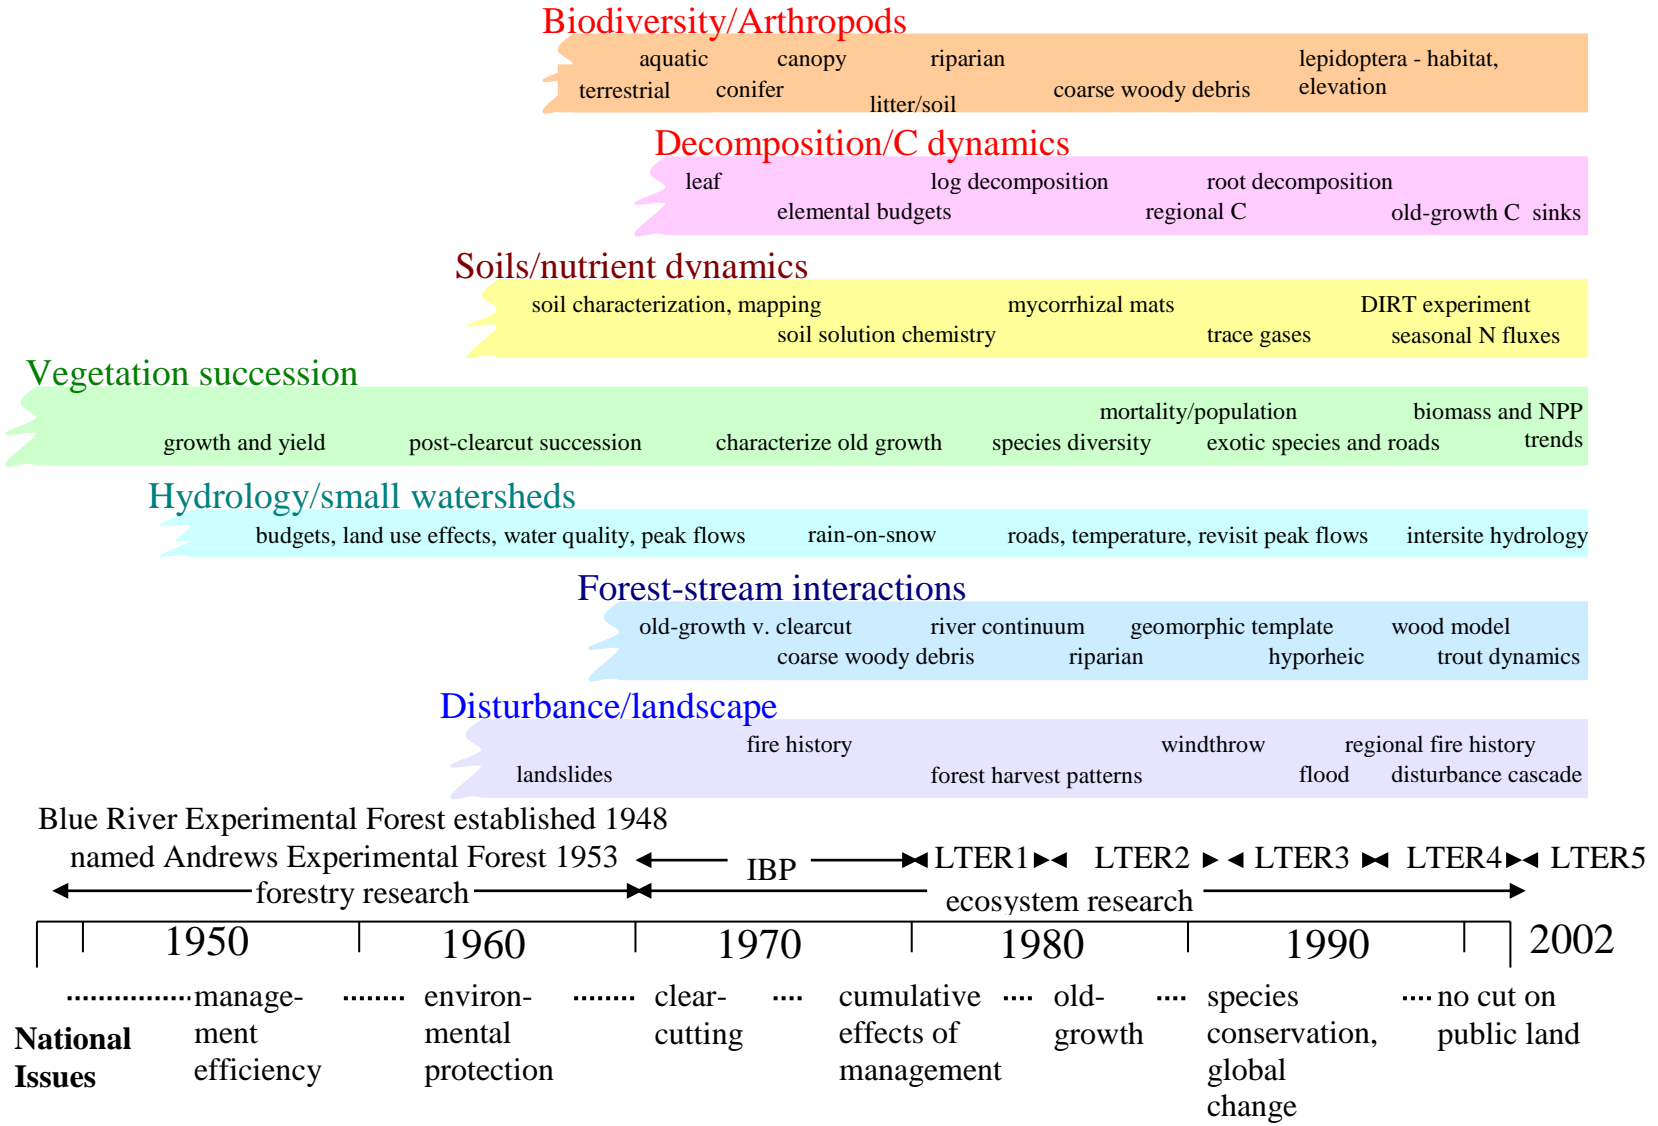 Biodiversity/Arthropods
aquatic canopy riparian lepidoptera - habitat,
terrestrial conifer litter/soil coarse woody debris elevation
Decomposition/C dynamics
leaf log decomposition root decomposition
elemental budgets regional C old-growth C sinks
Soils/nutrient dynamics
soil characterization, mapping mycorrhizal mats DIRT experiment
soil solution chemistry trace gases seasonal N fluxes
Vegetation succession
mortality/population biomass and NPP
growth and yield post-clearcut succession characterize old growth species diversity exotic species and roads trends
Hydrology/small watersheds
budgets, land use effects, water quality, peak flows rain-on-snow roads, temperature, revisit peak flows intersite hydrology
Forest-stream interactions
old-growth v. clearcut river continuum geomorphic template wood model
coarse woody debris riparian hyporheic trout dynamics
Disturbance/landscape
fire history windthrow regional fire history
landslides forest harvest patterns flood disturbance cascade
Blue River Experimental Forest established 1948
named Andrews Experimental Forest 1953 IBP LTER1 LTER2 LTER3 LTER4 LTER5
forestry research ecosystem research
1950 1960 1970 1980 1990 2002
National
Issues
manage-
ment
efficiency
environ-
mental
protection
clear-
cutting
cumulative
effects of
management
old-
growth
species
conservation,
global
change
no cut on
public land